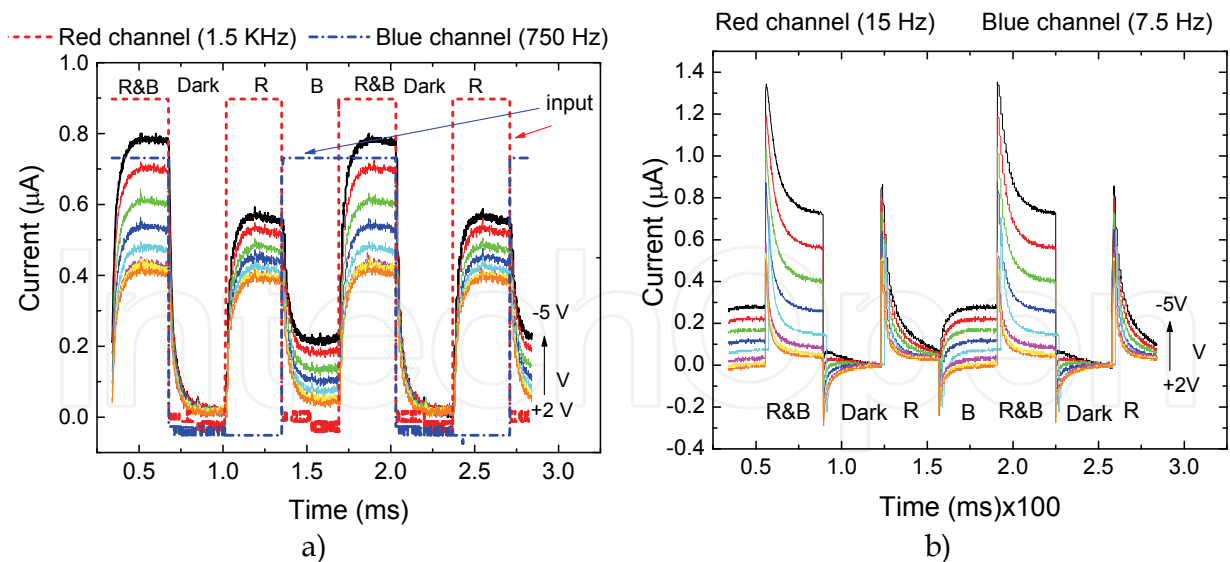 Red channel (1.5 KHz) Blue channel (750 Hz)
R&B Dark R B R&B Dark R
input
1.0
0.8
0.6
0.4
0.2
0.0
Current (μA)
-5 V
V
+2 V
0.5 1.0 1.5 2.0 2.5 3.0
Time (ms)
a)
Red channel (15 Hz) Blue channel (7.5 Hz)
1.4
1.2
1.0
0.8
0.6
0.4
0.2
0.0
-0.2
-0.4
Current (μA)
-5V
V
+2V
R&B Dark R B R&B Dark R
0.5 1.0 1.5 2.0 2.5 3.0
Time (ms)x100
b)
IntechOpen